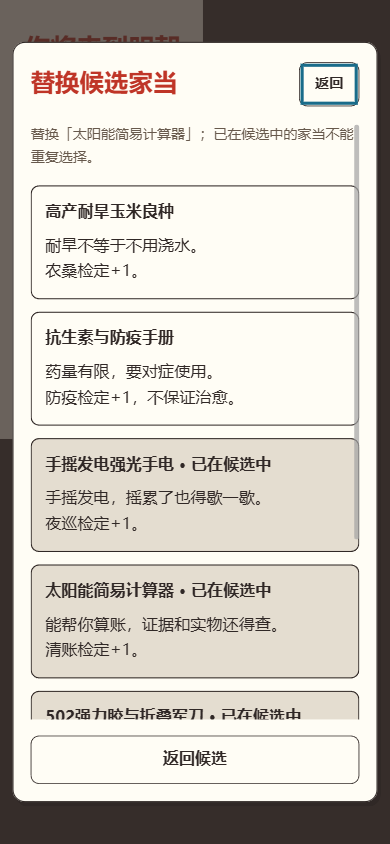 你将来到明朝
替换候选家当
返回
替换「太阳能简易计算器」；已在候选中的家当不能
重复选择。
高产耐旱玉米良种
耐旱不等于不用浇水。
农桑检定+1。
抗生素与防疫手册
药量有限，要对症使用。
防疫检定+1，不保证治愈。
手摇发电强光手电 • 已在候选中
手摇发电，摇累了也得歇一歇。
夜巡检定+1。
太阳能简易计算器 • 已在候选中
能帮你算账，证据和实物还得查。
清账检定+1。
502强力胶与折叠军刀 • 已在候选中
返回候选